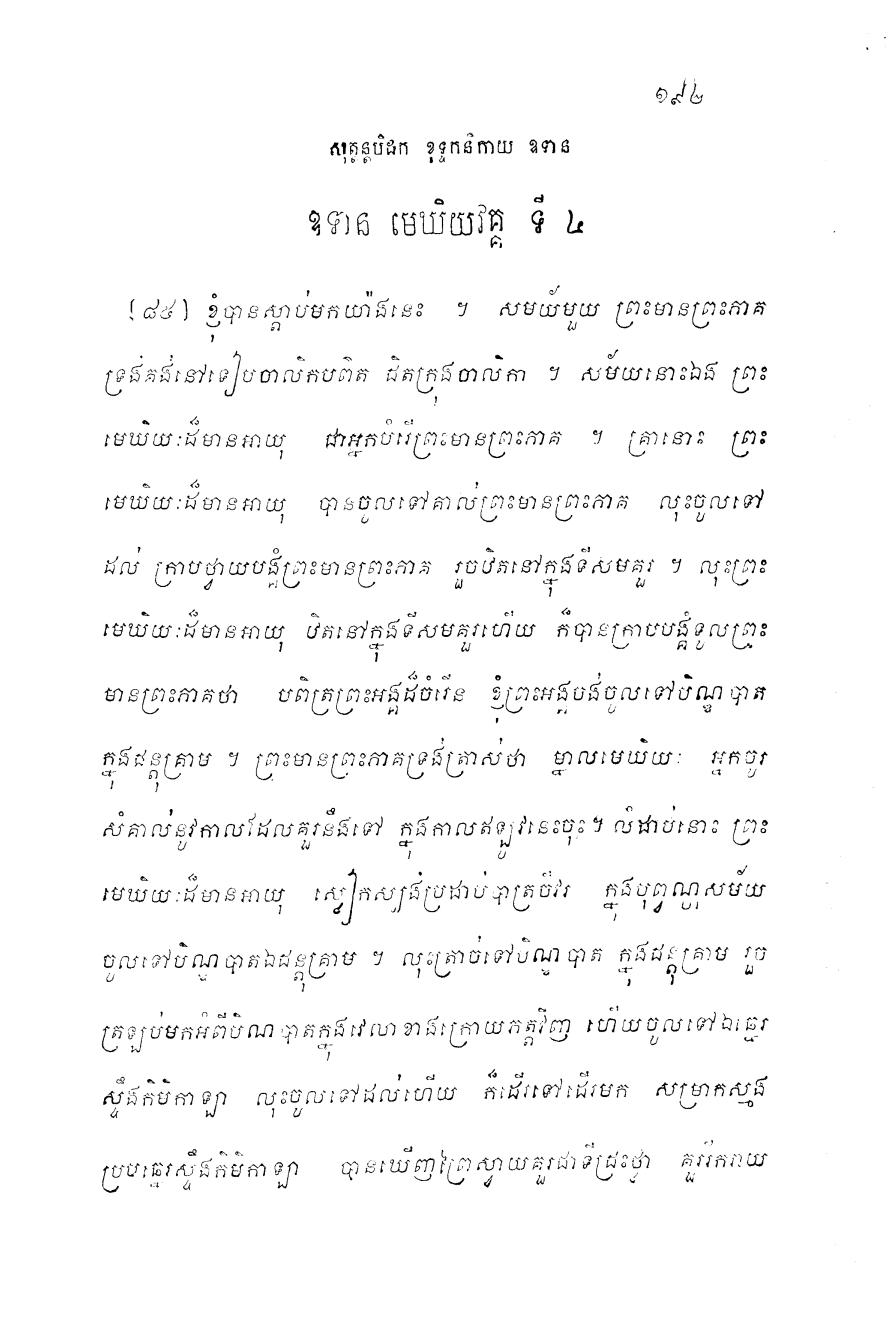 ១៩៤
សុត្តន្តបិដក ខុទ្ទកនិកាយ ឧទាន
ឧទាន មេឃិយវគ្គ ទី ៤
[៨៥] ខ្ញុំបានស្តាប់មកយ៉ាងនេះ ។ សមយ័មួយ ព្រះមានព្រះភាគ
ទ្រង់គង់នៅទៀបចាលិកបពិត ជិតក្រុងចាលិកា ។ សម័យនោះឯង ព្រះ
មេឃិយៈដ៏មានអាយុ ជាអ្នកបំរើព្រះមានព្រះភាគ ។ គ្រានោះ ព្រះ
មេឃិយៈដ៏មានអាយុ បានចូលទៅគាល់ព្រះមានព្រះភាគ លុះចូលទៅ
ដល់ ក្រាបថ្វាយបង្គំព្រះមានព្រះភាគ រួចឋិតនៅក្នុងទីសមគួរ ។ លុះព្រះ
មេឃិយៈដ៏មានអាយុ ឋិតនៅក្នុងទីសមគួរហើយ ក៏បានក្រាបបង្គំទូលព្រះ
មានព្រះភាគថា បពិត្រព្រះអង្គដ៏ចំរើន ខ្ញុំព្រះអង្គចង់ចូលទៅបិណ្ឌបាត
ក្នុងជន្តុគ្រាម ។ ព្រះមានព្រះភាគទ្រង់ត្រាស់ថា ម្នាលមេឃិយៈ អ្នកចូរ
សំគាល់នូវកាលដែលគួរនឹងទៅ ក្នុងកាលឥឡូវនេះចុះ។ លំដាប់នោះ ព្រះ
មេឃិយៈដ៏មានអាយុ ស្លៀកស្បង់ប្រដាប់បាត្រចីវរ ក្នុងបុព្វណ្ហសម័យ
ចូលទៅបិណ្ឌបាតឯជន្តុគ្រាម ។ លុះត្រាច់ទៅបិណ្ឌបាត ក្នុងជន្តុគ្រាម រួច
ត្រឡប់មកអំពីបិណបាតក្នុងវេលាខាងក្រោយភត្តវិញ ហើយចូលទៅឯឆ្នេរ
ស្ទឹងកិមិកាឡា លុះចូលទៅដល់ហើយ ក៏ដើរទៅដើរមក សម្រាកស្មង
ប្របឆ្នេរស្ទឹងកិមិកាឡា បានឃើញព្រៃស្វាយគួរជាទីជ្រះថ្លា គួររីករាយ